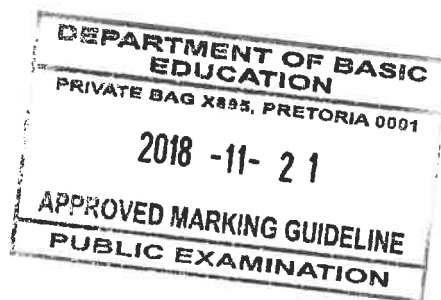 DEPARTMENT OF BASIC
EDUCATION
PRIVATE BAG X895, PRETORIA 0001
2018 -11- 21
APPROVED MARKING GUIDELINE
PUBLIC EXAMINATION